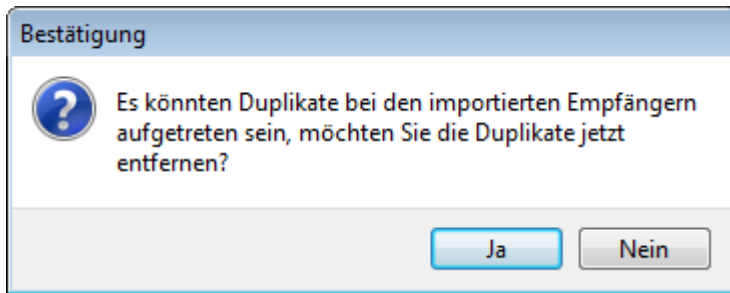 Bestätigung
Es könnten Duplikate bei den importierten Empfängern
aufgetreten sein, möchten Sie die Duplikate jetzt
entfernen?
Ja
Nein